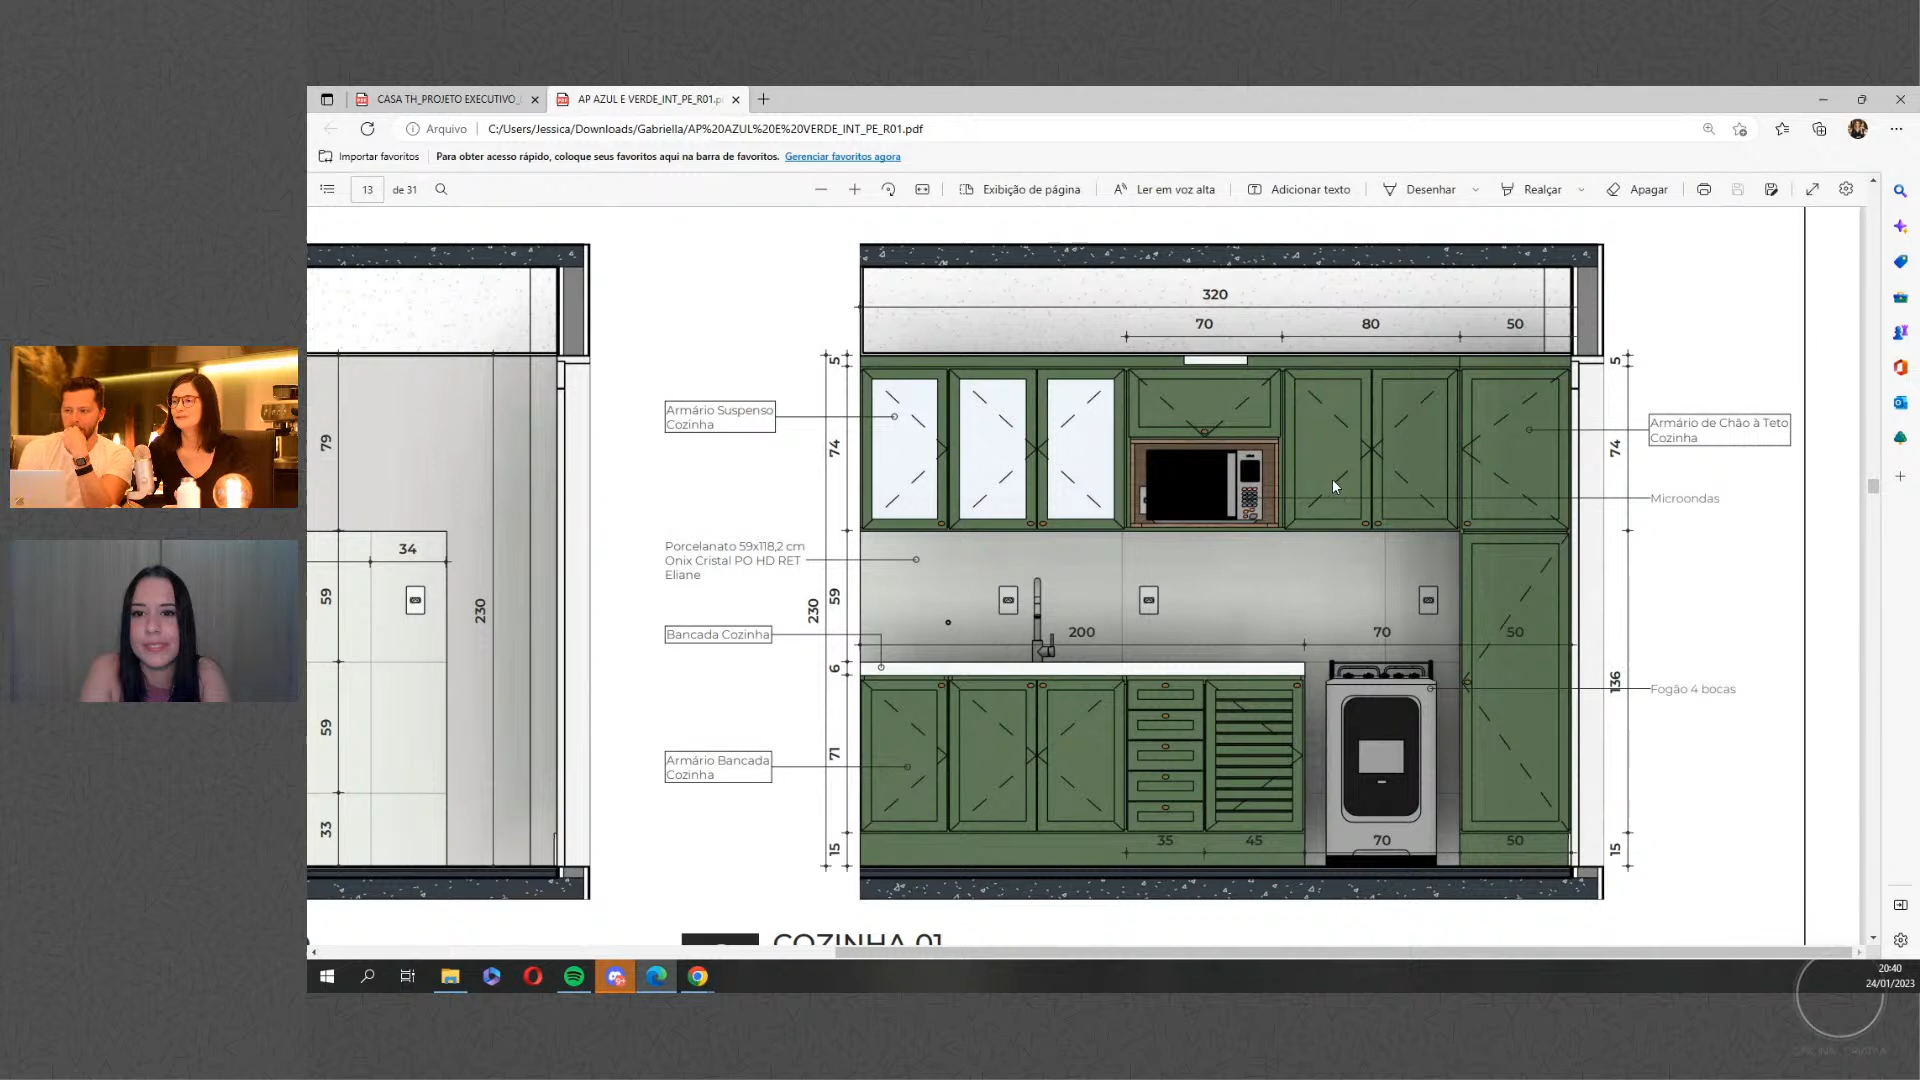 CASA TH_PROJETO EXECUTIVO_
AP AZUL E VERDE_INT_PE_R01.p
Arquivo
C:/Users/Jessica/Downloads/Gabriella/AP%20AZUL%20E%20VERDE_INT_PE_R01.pdf
Importar favoritos
Para obter acesso rápido, coloque seus favoritos aqui na barra de favoritos. Gerenciar favoritos agora
13 de 31
Exibição de página
Ler em voz alta
Adicionar texto
Desenhar
Realçar
Apagar
320
70 80 50
5
5
Armário Suspenso
Cozinha
Armário de Chão à Teto
Cozinha
79
74
74
Microondas
Porcelanato 59x118,2 cm
Onix Cristal PO HD RET
Eliane
34
59
230
230
59
Bancada Cozinha
200
70
50
6
136
Fogão 4 bocas
59
71
Armário Bancada
Cozinha
33
15
35 45 70 50
15
COZINHA 01
9+
20:40
24/01/2023